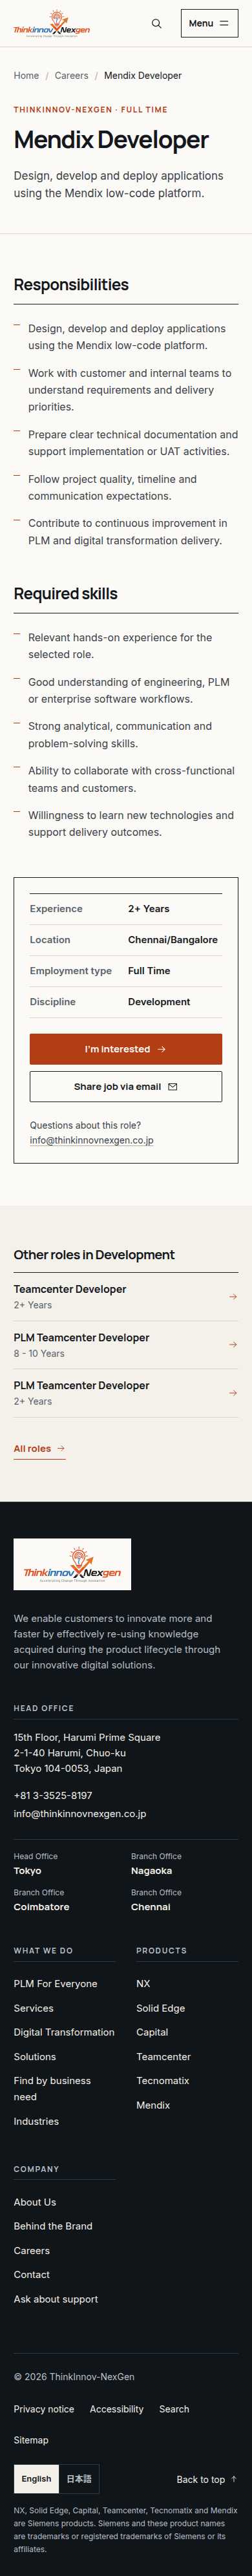 ThinkinnovXnexGen
Menu
Home / Careers / Mendix Developer
THINKINNOV-NEXGEN · FULL TIME
Mendix Developer
Design, develop and deploy applications
using the Mendix low-code platform.
Responsibilities
Design, develop and deploy applications
using the Mendix low-code platform.
Work with customer and internal teams to
understand requirements and delivery
priorities.
Prepare clear technical documentation and
support implementation or UAT activities.
Follow project quality, timeline and
communication expectations.
Contribute to continuous improvement in
PLM and digital transformation delivery.
Required skills
Relevant hands-on experience for the
selected role.
Good understanding of engineering, PLM
or enterprise software workflows.
Strong analytical, communication and
problem-solving skills.
Ability to collaborate with cross-functional
teams and customers.
Willingness to learn new technologies and
support delivery outcomes.
Experience 2+ Years
Location Chennai/Bangalore
Employment type Full Time
Discipline Development
I'm interested →
Share job via email
Questions about this role?
info@thinkinnovnexgen.co.jp
Other roles in Development
Teamcenter Developer
2+ Years
→
PLM Teamcenter Developer
8 - 10 Years
→
PLM Teamcenter Developer
2+ Years
→
All roles →
We enable customers to innovate more and
faster by effectively re-using knowledge
acquired during the product lifecycle through
our innovative digital solutions.
HEAD OFFICE
15th Floor, Harumi Prime Square
2-1-40 Harumi, Chuo-ku
Tokyo 104-0053, Japan
+81 3-3525-8197
info@thinkinnovnexgen.co.jp
Head Office
Tokyo
Branch Office
Nagaoka
Branch Office
Coimbatore
Branch Office
Chennai
WHAT WE DO
PLM For Everyone
Services
Digital Transformation
Solutions
Find by business
need
Industries
PRODUCTS
NX
Solid Edge
Capital
Teamcenter
Tecnomatix
Mendix
COMPANY
About Us
Behind the Brand
Careers
Contact
Ask about support
© 2026 ThinkInnov-NexGen
Privacy notice Accessibility Search
Sitemap
English 日本語
Back to top ↑
NX, Solid Edge, Capital, Teamcenter, Tecnomatix and Mendix
are Siemens products. Siemens and these product names
are trademarks or registered trademarks of Siemens or its
affiliates.